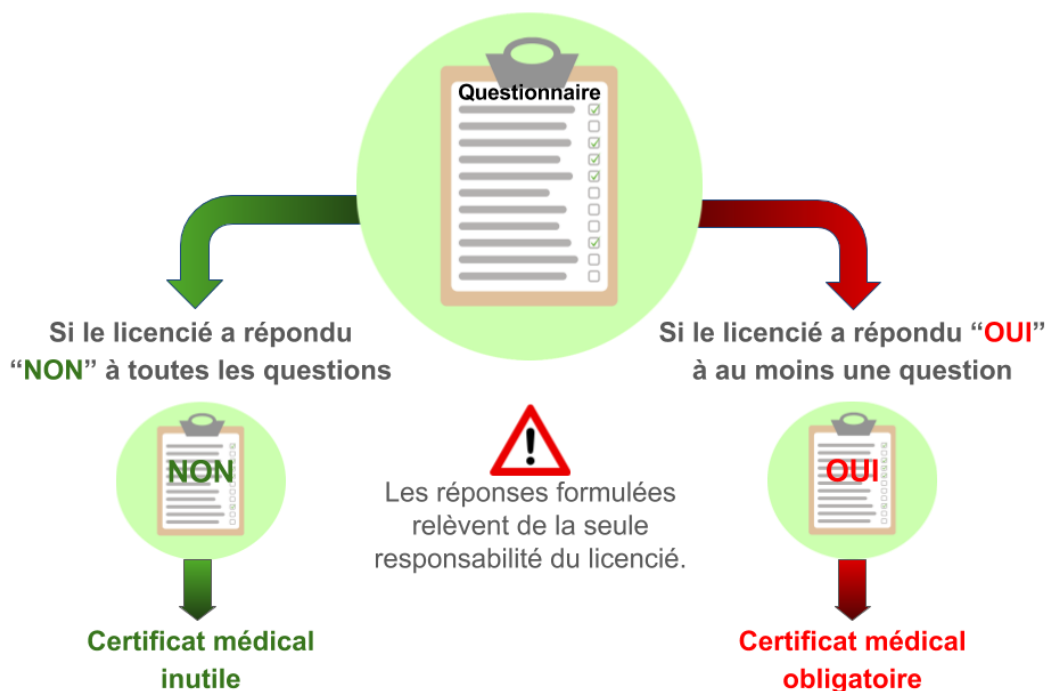 Questionnaire
Si le licencié a répondu
“NON” à toutes les questions
Si le licencié a répondu “OUI”
à au moins une question
NON
OUI
Les réponses formulées
relèvent de la seule
responsabilité du licencié.
Certificat médical
inutile
Certificat médical
obligatoire